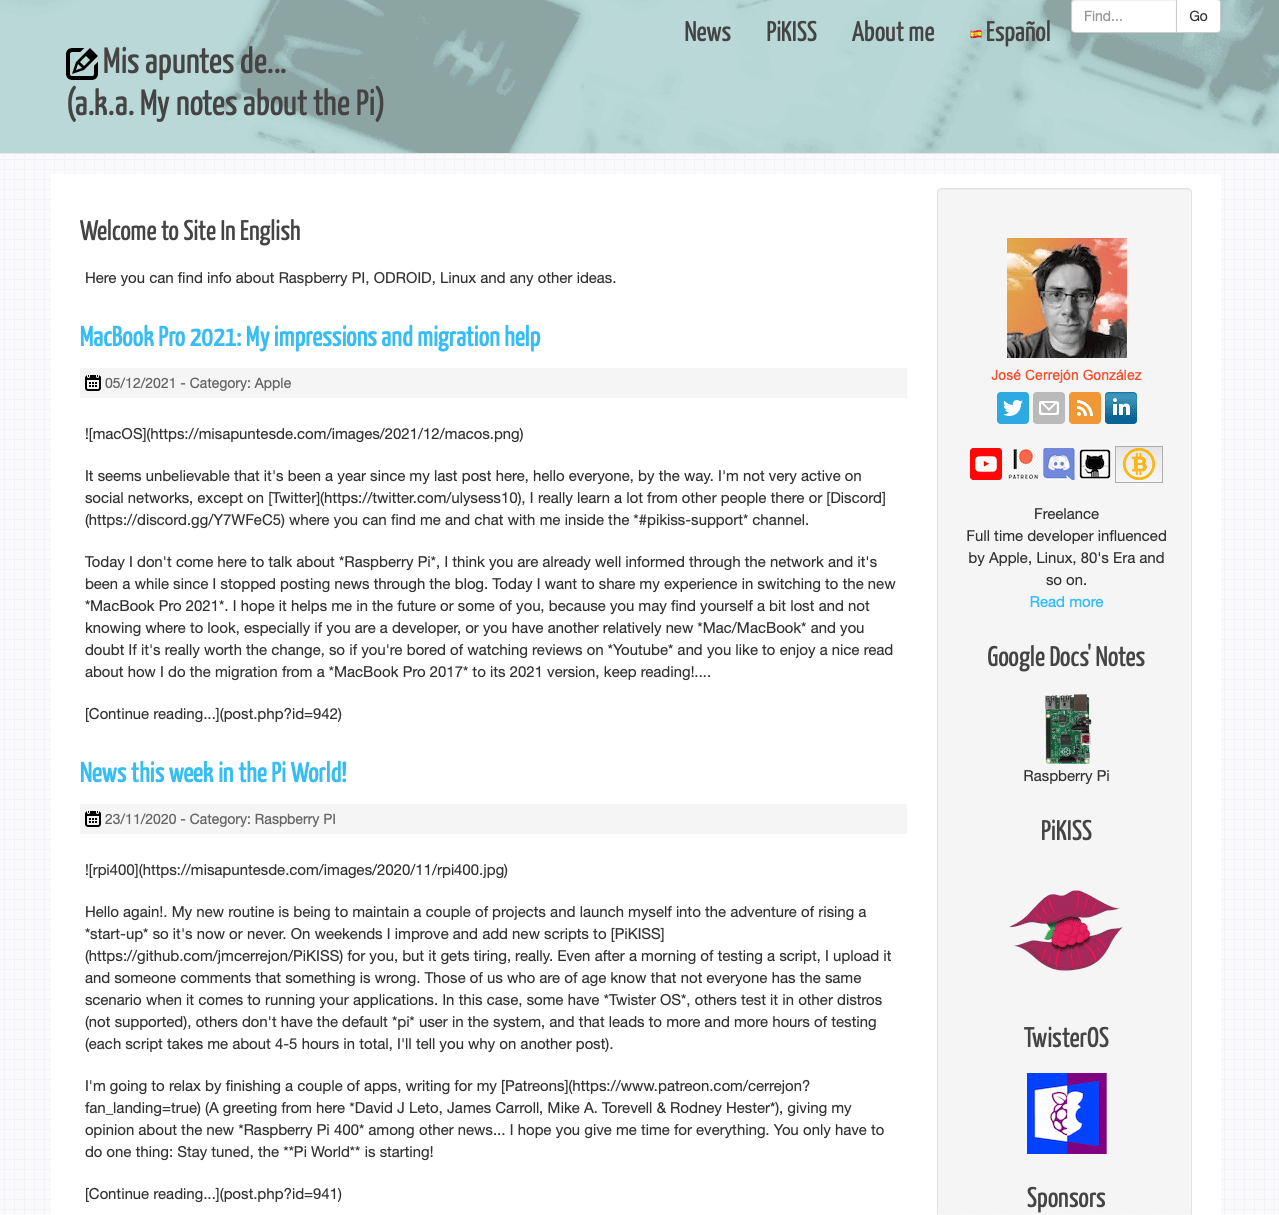 News PiKISS About me Español Find... Go
Mis apuntes de...
(a.k.a. My notes about the Pi)
Welcome to Site In English
Here you can find info about Raspberry PI, ODROID, Linux and any other ideas.
MacBook Pro 2021: My impressions and migration help
05/12/2021 - Category: Apple
![macOS](https://misapuntesde.com/images/2021/12/macos.png)
It seems unbelievable that it's been a year since my last post here, hello everyone, by the way. I'm not very active on
social networks, except on [Twitter](https://twitter.com/ulysess10), I really learn a lot from other people there or [Discord]
(https://discord.gg/Y7WFeC5) where you can find me and chat with me inside the *#pikiss-support* channel.
Today I don't come here to talk about *Raspberry Pi*, I think you are already well informed through the network and it's
been a while since I stopped posting news through the blog. Today I want to share my experience in switching to the new
*MacBook Pro 2021*. I hope it helps me in the future or some of you, because you may find yourself a bit lost and not
knowing where to look, especially if you are a developer, or you have another relatively new *Mac/MacBook* and you
doubt If it's really worth the change, so if you're bored of watching reviews on *Youtube* and you like to enjoy a nice read
about how I do the migration from a *MacBook Pro 2017* to its 2021 version, keep reading!....
[Continue reading...](post.php?id=942)
News this week in the Pi World!
23/11/2020 - Category: Raspberry PI
![rpi400](https://misapuntesde.com/images/2020/11/rpi400.jpg)
Hello again!. My new routine is being to maintain a couple of projects and launch myself into the adventure of rising a
*start-up* so it's now or never. On weekends I improve and add new scripts to [PiKISS]
(https://github.com/jmcerrejon/PiKISS) for you, but it gets tiring, really. Even after a morning of testing a script, I upload it
and someone comments that something is wrong. Those of us who are of age know that not everyone has the same
scenario when it comes to running your applications. In this case, some have *Twister OS*, others test it in other distros
(not supported), others don't have the default *pi* user in the system, and that leads to more and more hours of testing
(each script takes me about 4-5 hours in total, I'll tell you why on another post).
I'm going to relax by finishing a couple of apps, writing for my [Patreons](https://www.patreon.com/cerrejon?
fan_landing=true) (A greeting from here *David J Leto, James Carroll, Mike A. Torevell & Rodney Hester*), giving my
opinion about the new *Raspberry Pi 400* among other news... I hope you give me time for everything. You only have to
do one thing: Stay tuned, the **Pi World** is starting!
[Continue reading...](post.php?id=941)
José Cerrejón González
in
PATREON
Freelance
Full time developer influenced
by Apple, Linux, 80's Era and
so on.
Read more
Google Docs' Notes
Raspberry Pi
PiKISS
TwisterOS
Sponsors